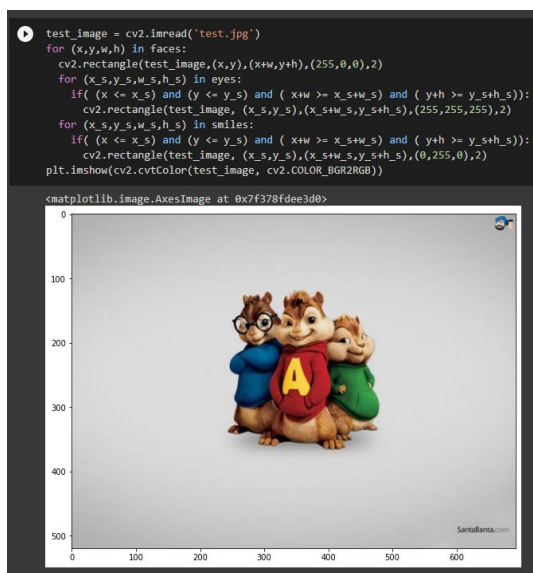 test_image = cv2.imread('test.jpg')
for (x,y,w,h) in faces:
  cv2.rectangle(test_image,(x,y),(x+w,y+h),(255,0,0),2)
  for (x_s,y_s,w_s,h_s) in eyes:
    if( (x <= x_s) and (y <= y_s) and ( x+w >= x_s+w_s) and ( y+h >= y_s+h_s)):
      cv2.rectangle(test_image, (x_s,y_s),(x_s+w_s,y_s+h_s),(255,255,255),2)
  for (x_s,y_s,w_s,h_s) in smiles:
    if( (x <= x_s) and (y <= y_s) and ( x+w >= x_s+w_s) and ( y+h >= y_s+h_s)):
      cv2.rectangle(test_image, (x_s,y_s),(x_s+w_s,y_s+h_s),(0,255,0),2)
plt.imshow(cv2.cvtColor(test_image, cv2.COLOR_BGR2RGB))
<matplotlib.image.AxesImage at 0x7f378fdee3d0>
0
100
200
A
300
400
SantaBanta.com
500
0 100 200 300 400 500 600